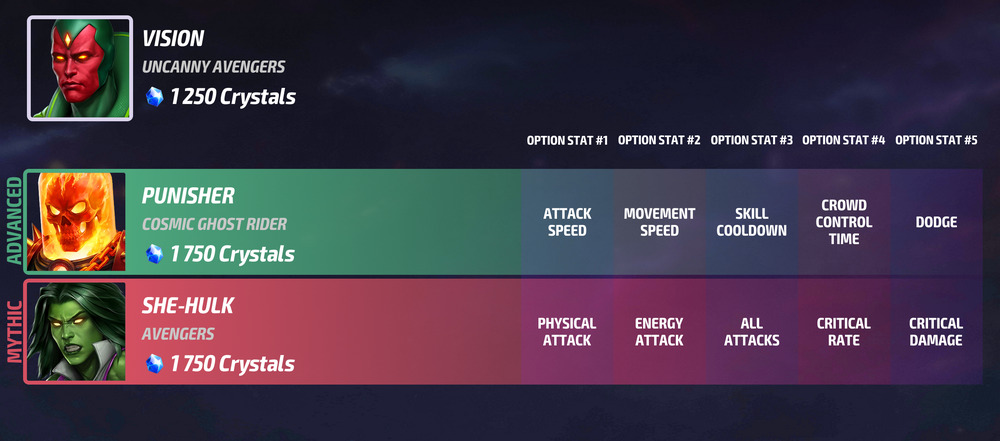 VISION
UNCANNY AVENGERS
1 250 Crystals
OPTION STAT #1 OPTION STAT #2 OPTION STAT #3 OPTION STAT #4 OPTION STAT #5
ADVANCED
PUNISHER
COSMIC GHOST RIDER
1 750 Crystals
ATTACK
SPEED
MOVEMENT
SPEED
SKILL
COOLDOWN
CROWD
CONTROL
TIME
DODGE
MYTHIC
SHE-HULK
AVENGERS
1 750 Crystals
PHYSICAL
ATTACK
ENERGY
ATTACK
ALL
ATTACKS
CRITICAL
RATE
CRITICAL
DAMAGE